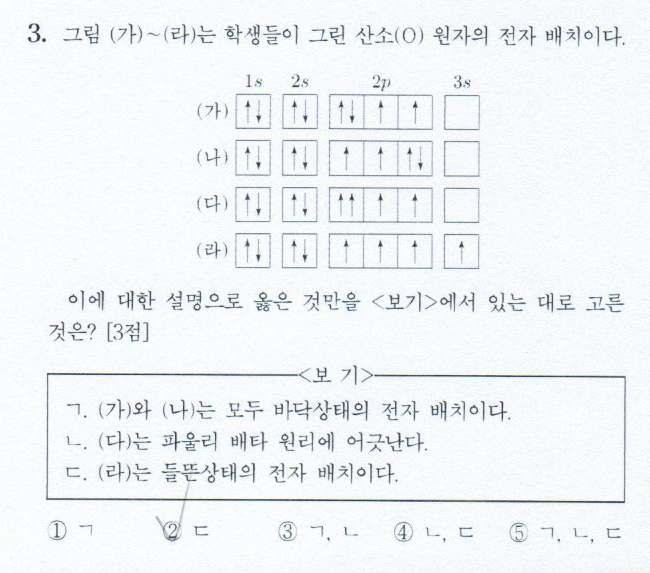 3. 그림 (가)~(라)는 학생들이 그린 산소(O) 원자의 전자 배치이다.
1s 2s 2p 3s
(가) ↑↓ ↑↓ ↑↓ ↑ ↑
(나) ↑↓ ↑↓ ↑ ↑ ↑↓
(다) ↑↓ ↑↓ ↑↑ ↑ ↑
(라) ↑↓ ↑↓ ↑ ↑ ↑ ↑
이에 대한 설명으로 옳은 것만을 <보기>에서 있는 대로 고른
것은? [3점]
<보 기>
ㄱ. (가)와 (나)는 모두 바닥상태의 전자 배치이다.
ㄴ. (다)는 파울리 배타 원리에 어긋난다.
ㄷ. (라)는 들뜬상태의 전자 배치이다.
① ㄱ ② ㄷ ③ ㄱ, ㄴ ④ ㄴ, ㄷ ⑤ ㄱ, ㄴ, ㄷ